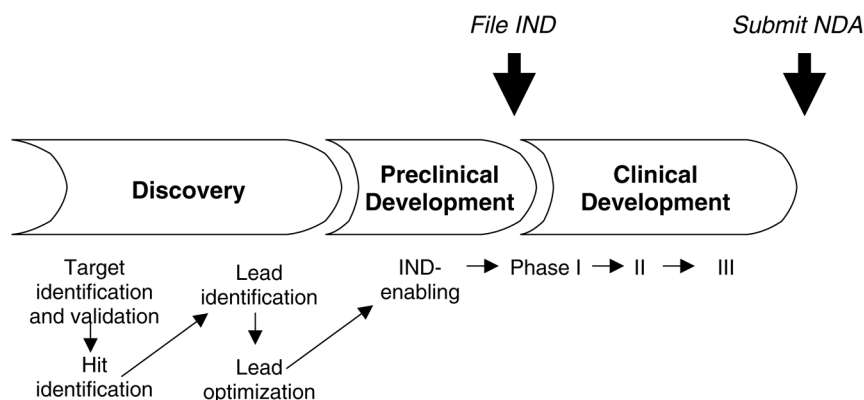 File IND
Submit NDA
Discovery
Preclinical
Development
Clinical
Development
Target
identification
and validation
Hit
identification
Lead
identification
Lead
optimization
IND-
enabling
Phase I
II
III